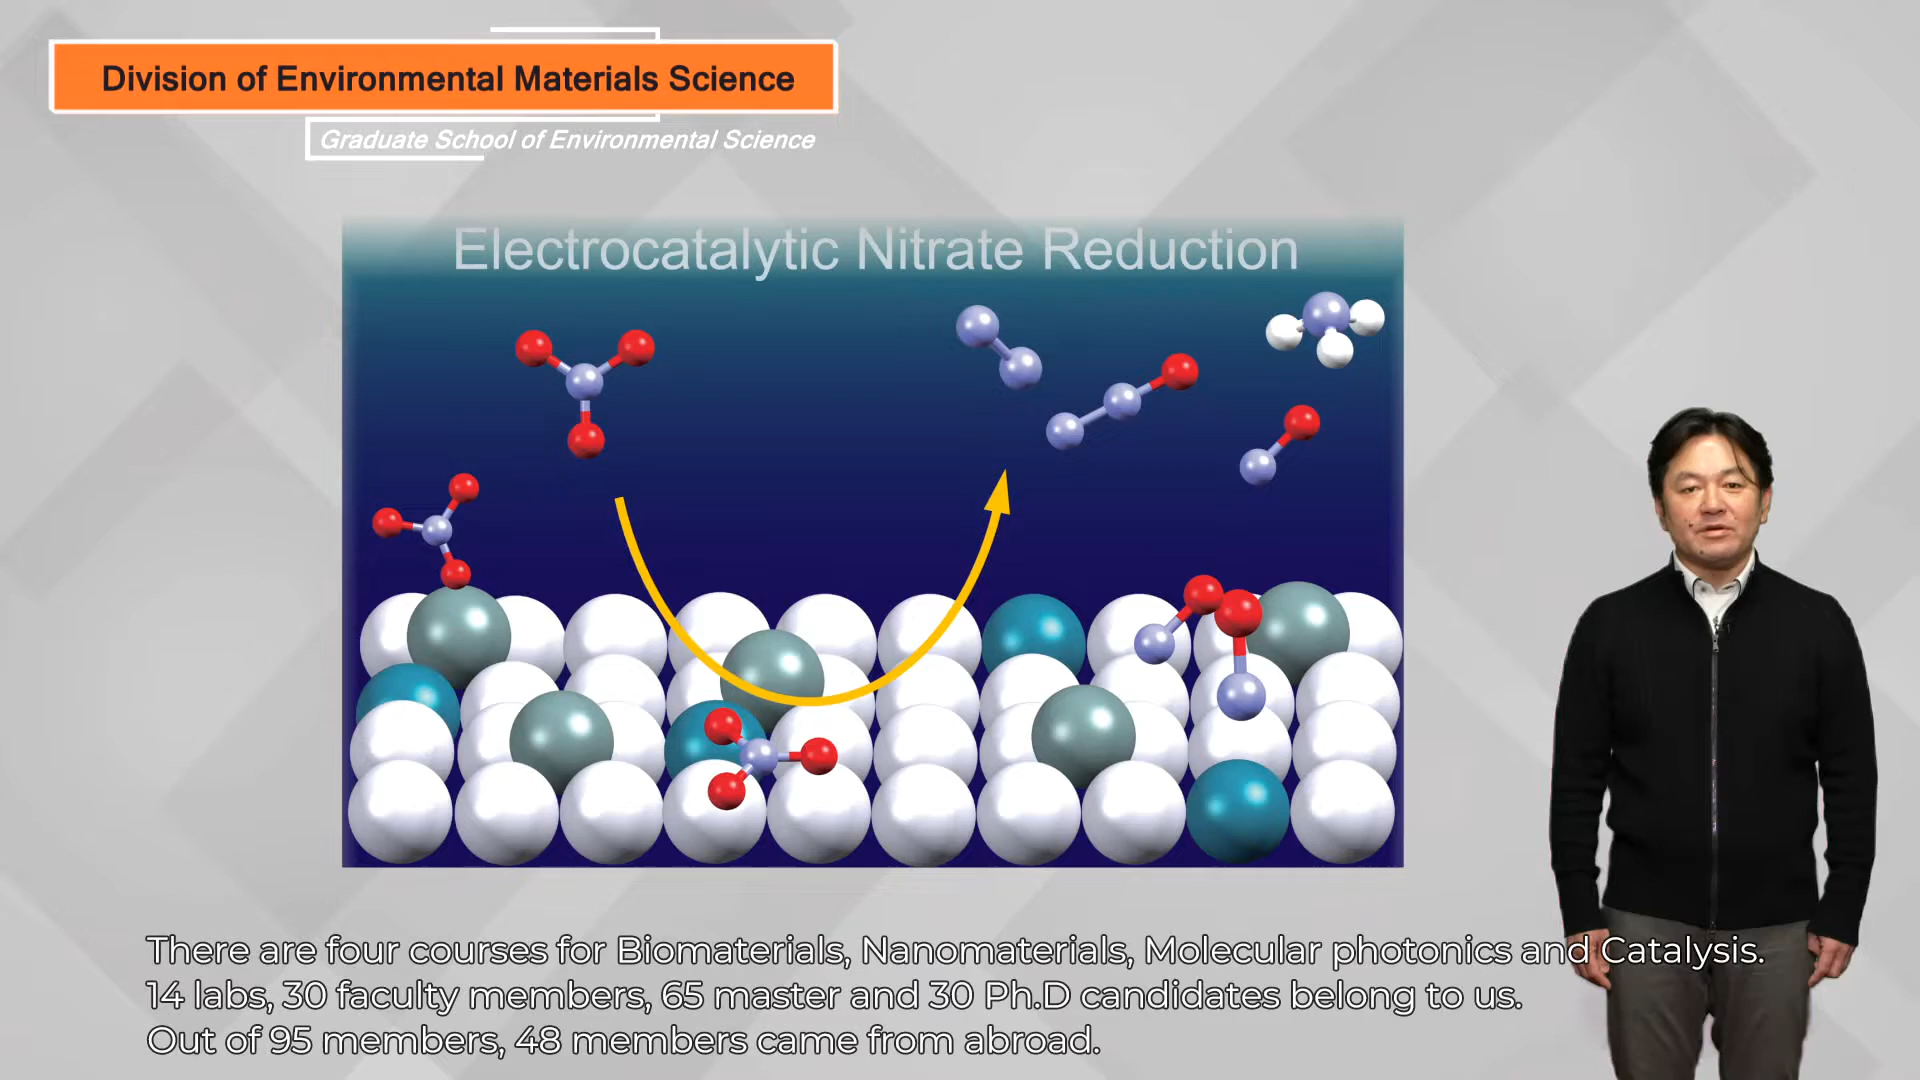 Division of Environmental Materials Science
Graduate School of Environmental Science
Electrocatalytic Nitrate Reduction
There are four courses for Biomaterials, Nanomaterials, Molecular photonics and Catalysis.
14 labs, 30 faculty members, 65 master and 30 Ph.D candidates belong to us.
Out of 95 members, 48 members came from abroad.